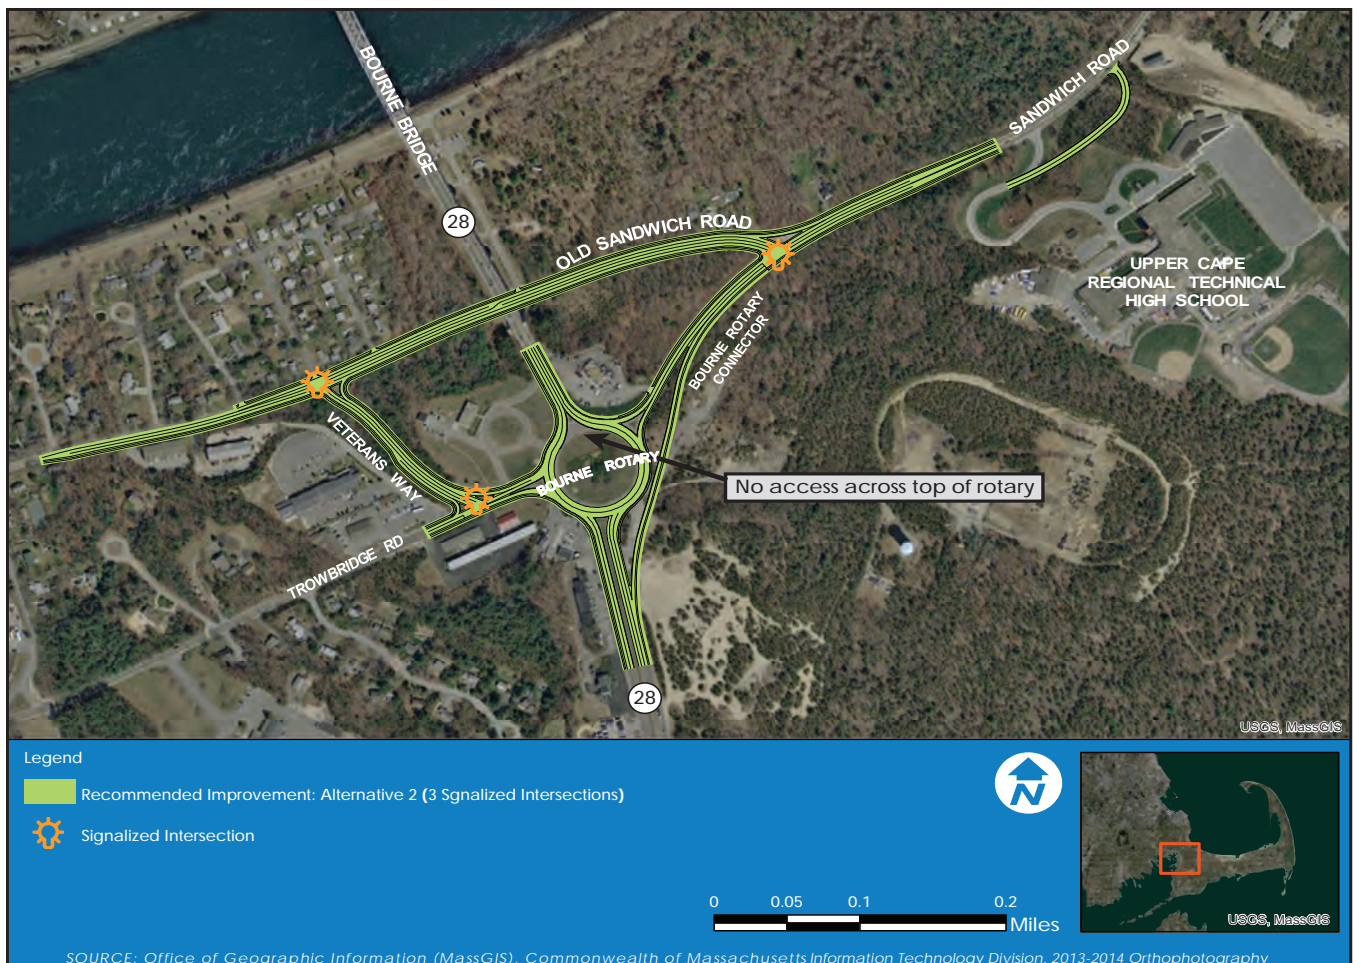 BOURNE BRIDGE
28
OLD SANDWICH ROAD
SANDWICH ROAD
UPPER CAPE
REGIONAL TECHNICAL
HIGH SCHOOL
BOURNE ROTARY
CONNECTOR
VETERANS WAY
BOURNE ROTARY
No access across top of rotary
TROWBRIDGE RD
28
USGS, MassGIS
Legend
Recommended Improvement: Alternative 2 (3 Sgnalized Intersections)
Signalized Intersection
N
0 0.05 0.1 0.2
Miles
USGS, MassGIS
SOURCE: Office of Geographic Information (MassGIS), Commonwealth of Massachusetts Information Technology Division, 2013-2014 Orthophotography